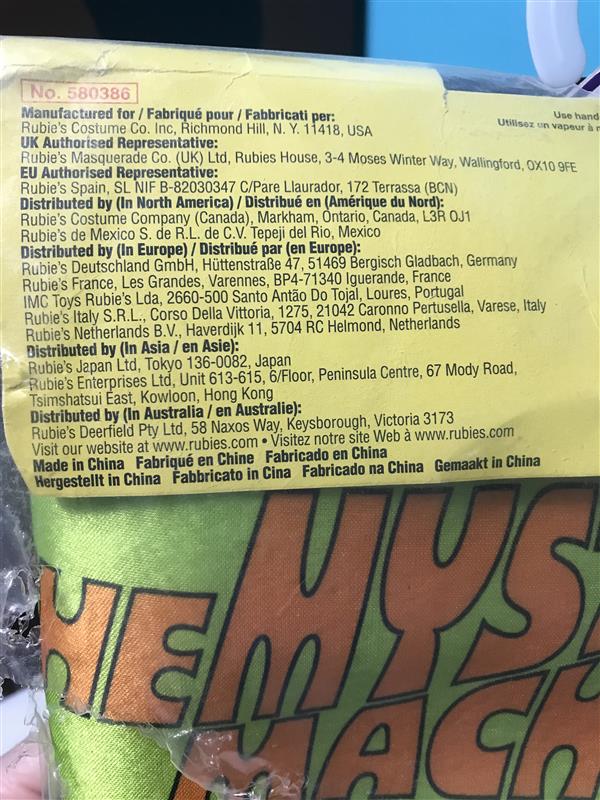 No. 580386
Manufactured for / Fabriqué pour / Fabbricati per:
Rubie's Costume Co. Inc, Richmond Hill, N. Y. 11418, USA
UK Authorised Representative:
Rubie's Masquerade Co. (UK) Ltd, Rubies House, 3-4 Moses Winter Way, Wallingford, OX10 9FE
EU Authorised Representative:
Rubie's Spain, SL NIF B-82030347 C/Pare Llaurador, 172 Terrassa (BCN)
Distributed by (In North America) / Distribué en (Amérique du Nord):
Rubie's Costume Company (Canada), Markham, Ontario, Canada, L3R OJ1
Rubie's de Mexico S. de R.L. de C.V. Tepeji del Rio, Mexico
Distributed by (In Europe) / Distribué par (en Europe):
Rubie's Deutschland GmbH, Hüttenstraße 47, 51469 Bergisch Gladbach, Germany
Rubie's France, Les Grandes, Varennes, BP4-71340 Iguerande, France
IMC Toys Rubie's Lda, 2660-500 Santo Antão Do Tojal, Loures, Portugal
Rubie's Italy S.R.L., Corso Della Vittoria, 1275, 21042 Caronno Pertusella, Varese, Italy
Rubie's Netherlands B.V., Haverdijk 11, 5704 RC Helmond, Netherlands
Distributed by (In Asia / en Asie):
Rubie's Japan Ltd, Tokyo 136-0082, Japan
Rubie's Enterprises Ltd, Unit 613-615, 6/Floor, Peninsula Centre, 67 Mody Road,
Tsimshatsui East, Kowloon, Hong Kong
Distributed by (In Australia / en Australie):
Rubie's Deerfield Pty Ltd, 58 Naxos Way, Keysborough, Victoria 3173
Visit our website at www.rubies.com • Visitez notre site Web à www.rubies.com
Made in China Fabriqué en Chine Fabricado en China
Hergestellt in China Fabbricato in Cina Fabricado na China Gemaakt in China
Use hand
Utilisez un vapeur à
HE MYS
MACH